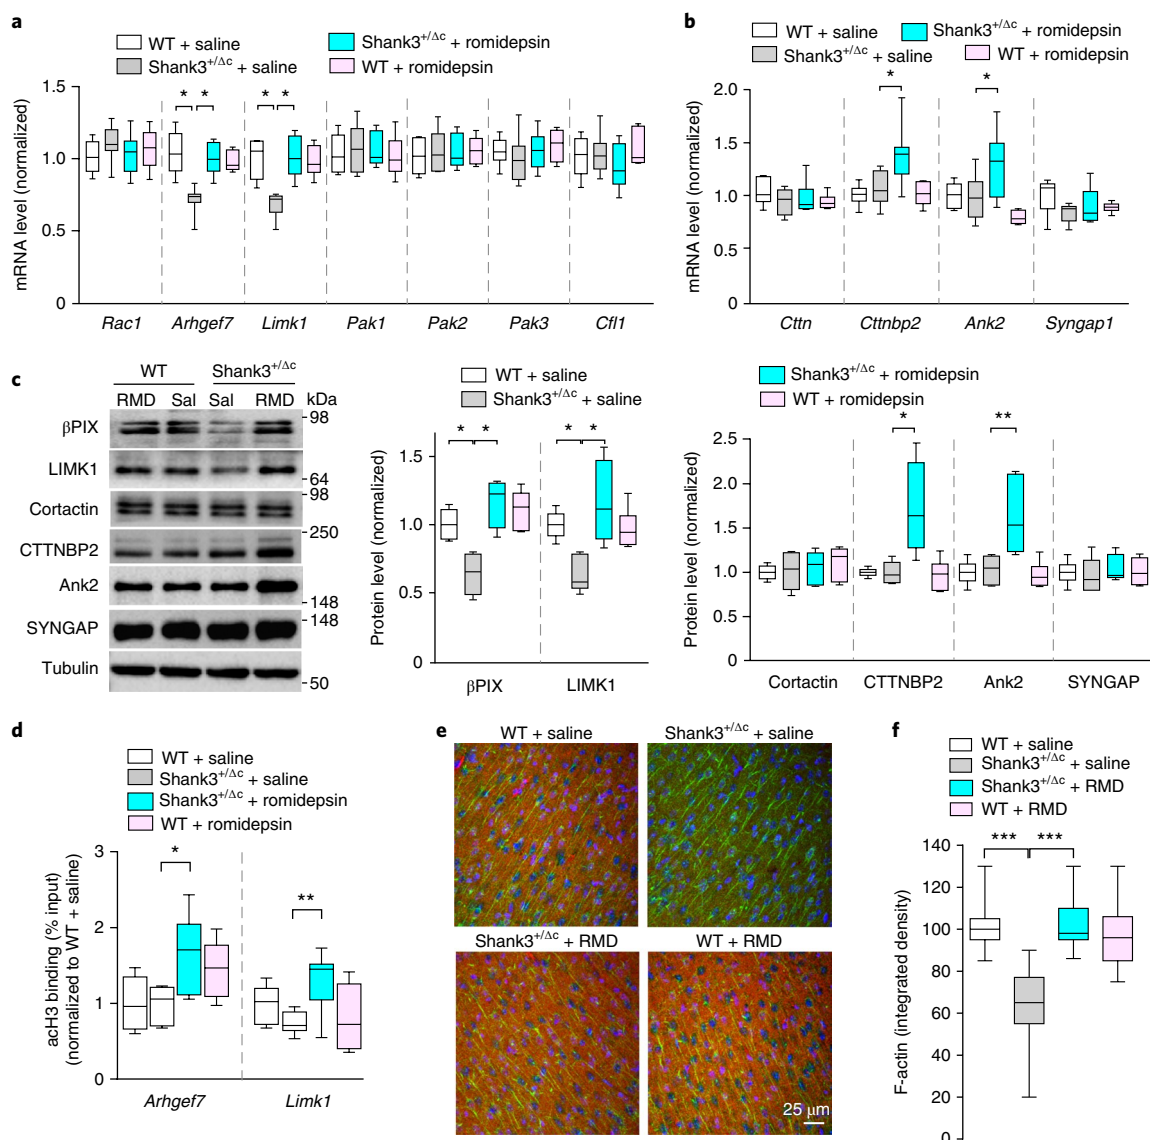 a
WT + saline
Shank3+/Δc + saline
Shank3+/Δc + romidepsin
WT + romidepsin
mRNA level (normalized)
1.5
1.0
0.5
0
* * * *
Rac1 Arhgef7 Limk1 Pak1 Pak2 Pak3 Cfl1
b
WT + saline
Shank3+/Δc + romidepsin
Shank3+/Δc + saline
WT + romidepsin
mRNA level (normalized)
2.0
1.5
1.0
0.5
0
* *
Cttn Cttnbp2 Ank2 Syngap1
c
WT Shank3+/Δc
RMD Sal Sal RMD kDa
βPIX
98
LIMK1
64
Cortactin
98
CTTNBP2
250
Ank2
148
SYNGAP
148
Tubulin
50
WT + saline
Shank3+/Δc + saline
Protein level (normalized)
1.5
1.0
0.5
0
* * * *
βPIX LIMK1
Shank3+/Δc + romidepsin
WT + romidepsin
Protein level (normalized)
2.5
2.0
1.5
1.0
0.5
0
* **
Cortactin CTTNBP2 Ank2 SYNGAP
d
WT + saline
Shank3+/Δc + saline
Shank3+/Δc + romidepsin
WT + romidepsin
acH3 binding (% input)
(normalized to WT + saline)
3
2
1
0
* **
Arhgef7 Limk1
e
WT + saline Shank3+/Δc + saline
Shank3+/Δc + RMD WT + RMD
25 μm
f
WT + saline
Shank3+/Δc + saline
Shank3+/Δc + RMD
WT + RMD
F-actin (integrated density)
140
120
100
80
60
40
20
0
*** ***